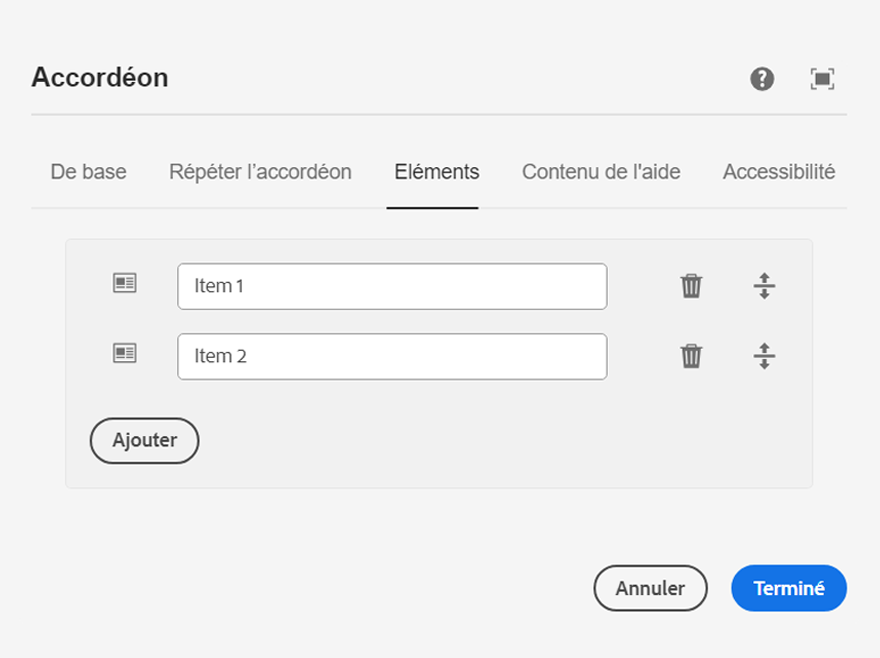 Accordéon
De base Répéter l’accordéon Eléments Contenu de l'aide Accessibilité
Item 1
Item 2
Ajouter
Annuler Terminé